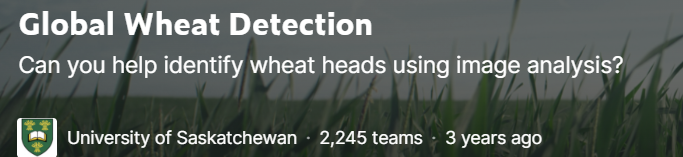 Global Wheat Detection
Can you help identify wheat heads using image analysis?
University of Saskatchewan · 2,245 teams · 3 years ago